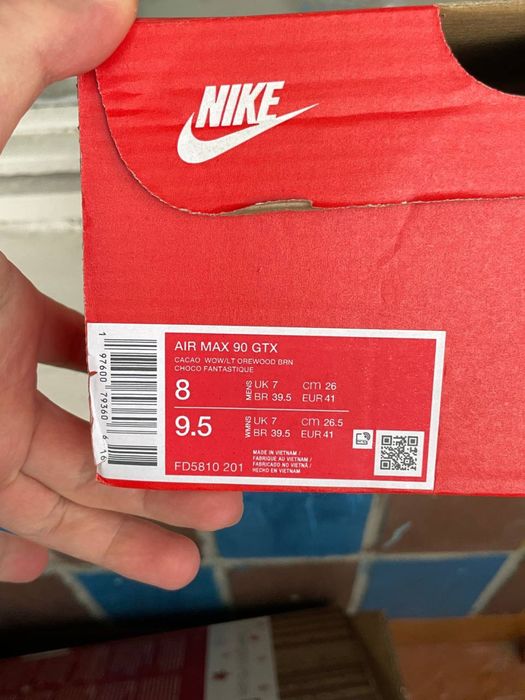 NIKE
AIR MAX 90 GTX
CACAO WOW/LT OREWOOD BRN
CHOCO FANTASTIQUE
8 MENS UK 7 cm 26
BR 39.5 EUR 41
9.5 WMNS UK 7 cm 26.5
BR 39.5 EUR 41
MADE IN VIETNAM /
FABRIQUÉ AU VIETNAM /
FABRICADO NO VIETNÃ /
HECHO EN VIETNAM
FD5810 201
1 97600 79360 6 16